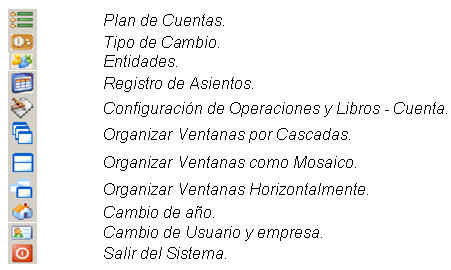 Plan de Cuentas.
Tipo de Cambio.
Entidades.
Registro de Asientos.
Configuración de Operaciones y Libros - Cuenta.
Organizar Ventanas por Cascadas.
Organizar Ventanas como Mosaico.
Organizar Ventanas Horizontalmente.
Cambio de año.
Cambio de Usuario y empresa.
Salir del Sistema.